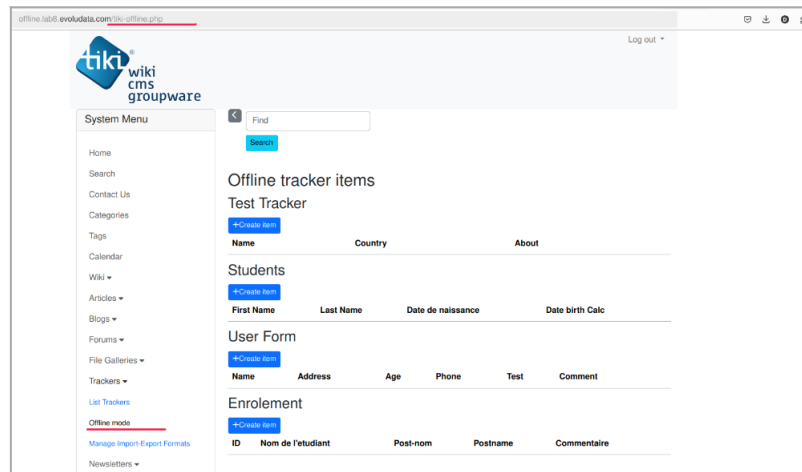 offline.lab8.evoludata.com/tiki-offline.php
tiki®
wiki
cms
groupware
Log out
System Menu
Home
Search
Contact Us
Categories
Tags
Calendar
Wiki
Articles
Blogs
Forums
File Galleries
Trackers
List Trackers
Offline mode
Manage Import-Export Formats
Newsletters
Find
Search
Offline tracker items
Test Tracker
+Create item
Name Country About
Students
+Create item
First Name Last Name Date de naissance Date birth Calc
User Form
+Create item
Name Address Age Phone Test Comment
Enrolement
+Create item
ID Nom de l'etudiant Post-nom Postname Commentaire